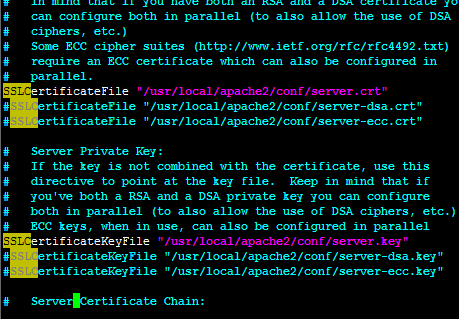 #   in mind that if you have both an RSA and a DSA certificate you
#   can configure both in parallel (to also allow the use of DSA
#   ciphers, etc.)
#   Some ECC cipher suites (http://www.ietf.org/rfc/rfc4492.txt)
#   require an ECC certificate which can also be configured in
#   parallel.
SSLCertificateFile "/usr/local/apache2/conf/server.crt"
#SSLCertificateFile "/usr/local/apache2/conf/server-dsa.crt"
#SSLCertificateFile "/usr/local/apache2/conf/server-ecc.crt"
#   Server Private Key:
#   If the key is not combined with the certificate, use this
#   directive to point at the key file.  Keep in mind that if
#   you've both a RSA and a DSA private key you can configure
#   both in parallel (to also allow the use of DSA ciphers, etc.)
#   ECC keys, when in use, can also be configured in parallel
SSLCertificateKeyFile "/usr/local/apache2/conf/server.key"
#SSLCertificateKeyFile "/usr/local/apache2/conf/server-dsa.key"
#SSLCertificateKeyFile "/usr/local/apache2/conf/server-ecc.key"
#   Server Certificate Chain: